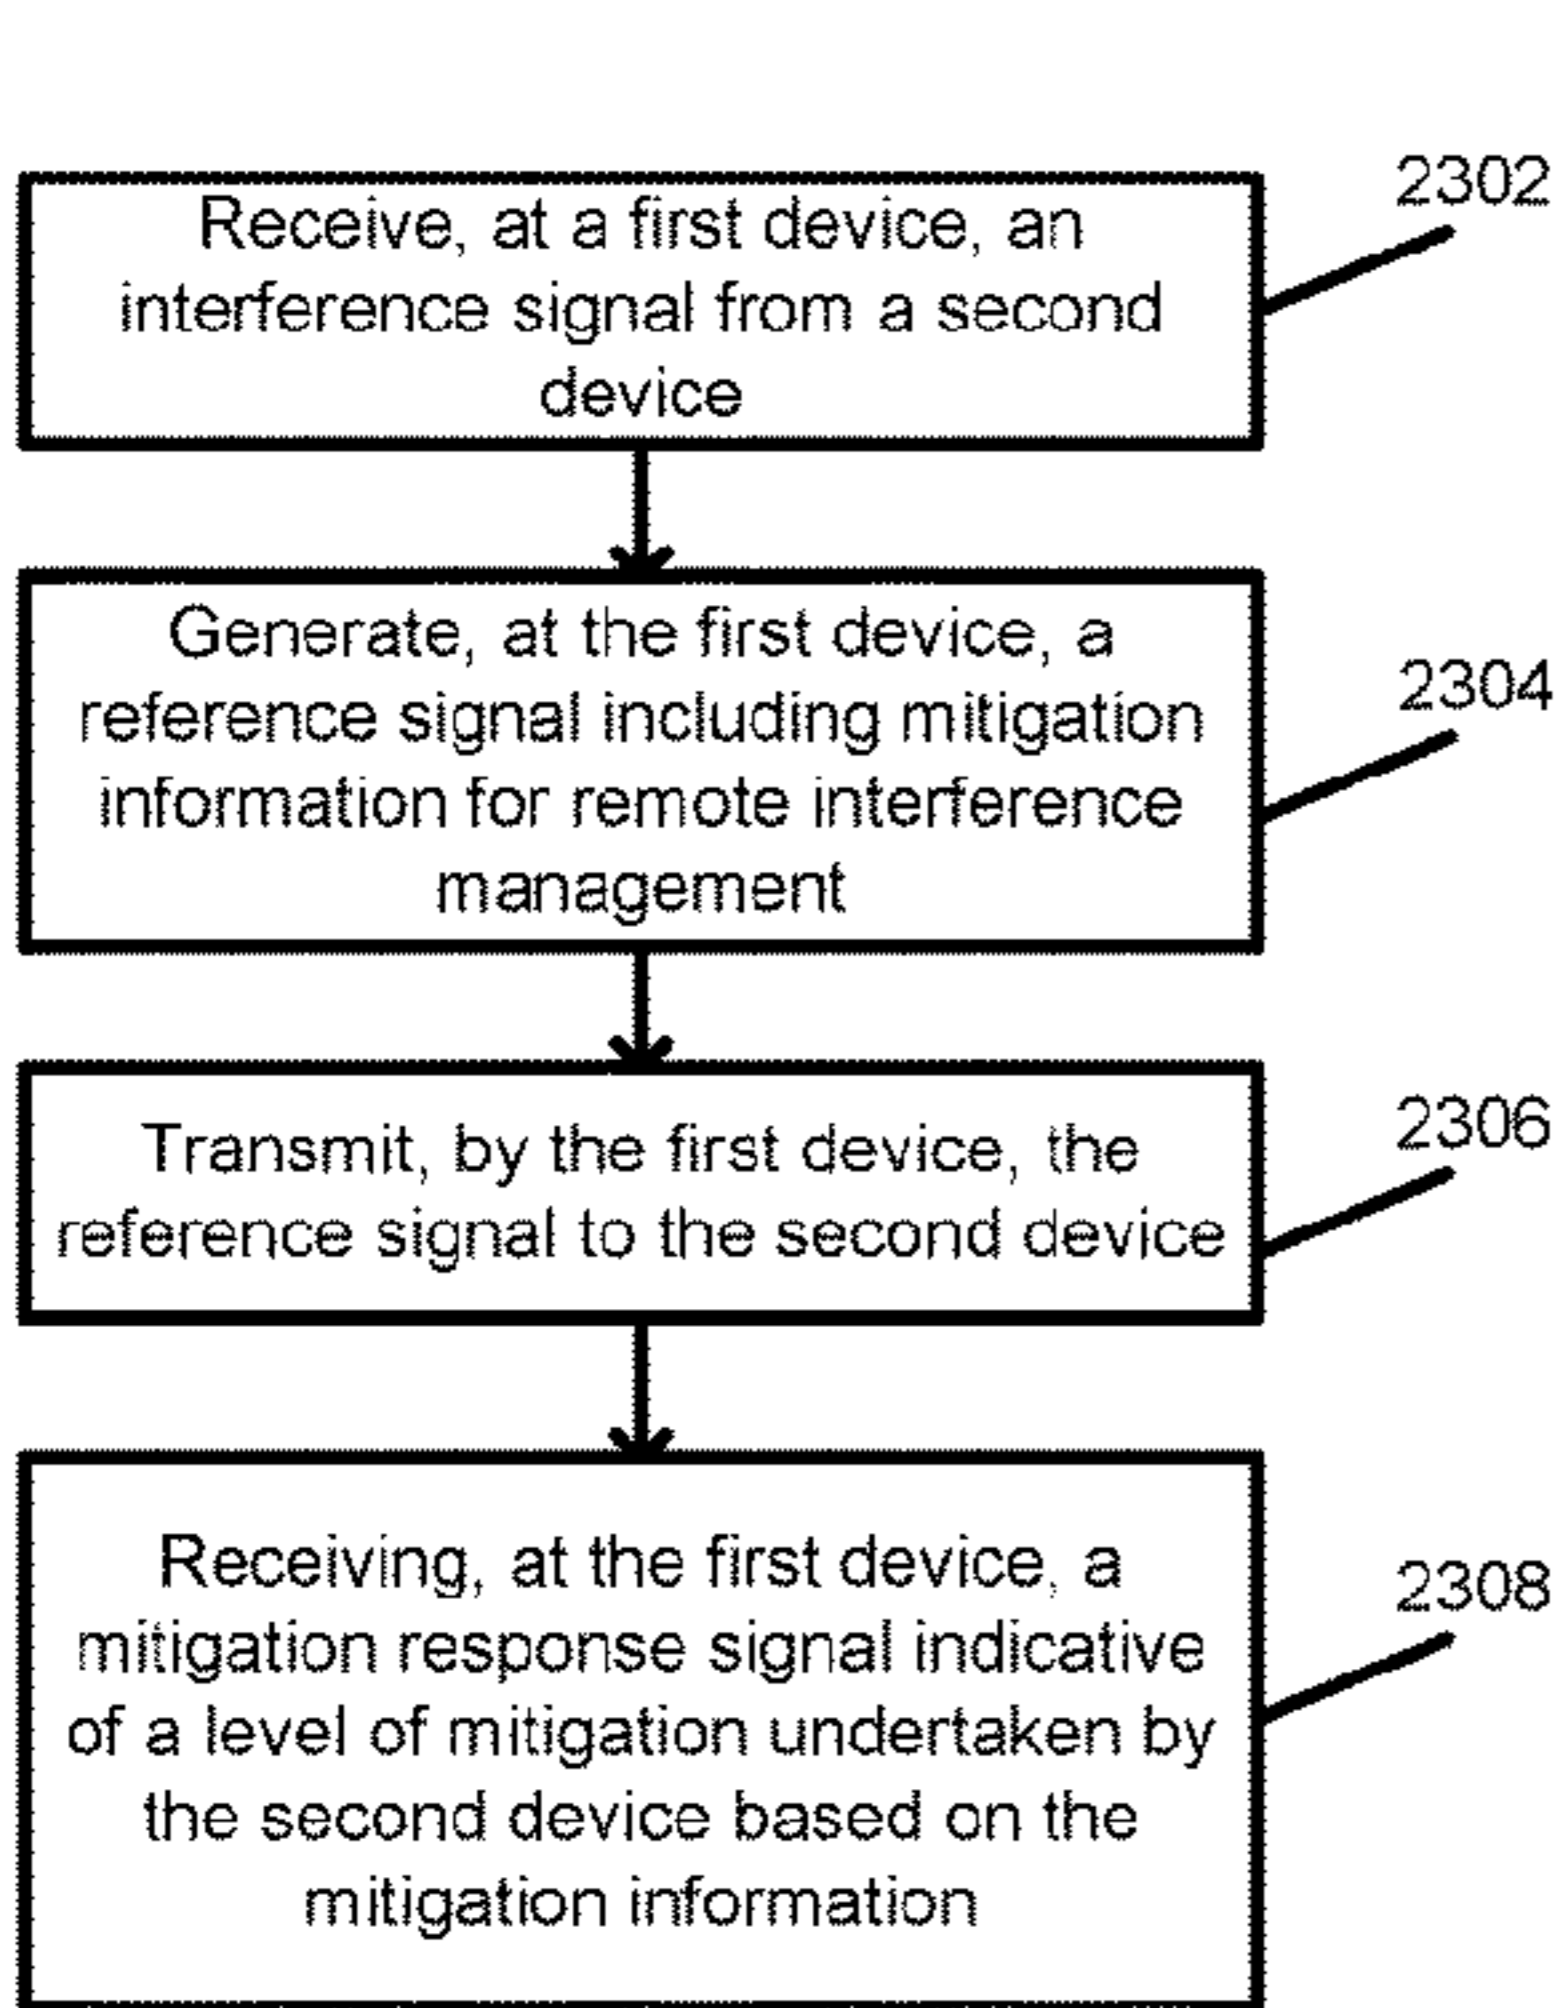 2302
Receive, at a first device, an
interference signal from a second
device
2304
Generate, at the first device, a
reference signal including mitigation
information for remote interference
management
2306
Transmit, by the first device, the
reference signal to the second device
2308
Receiving, at the first device, a
mitigation response signal indicative
of a level of mitigation undertaken by
the second device based on the
mitigation information